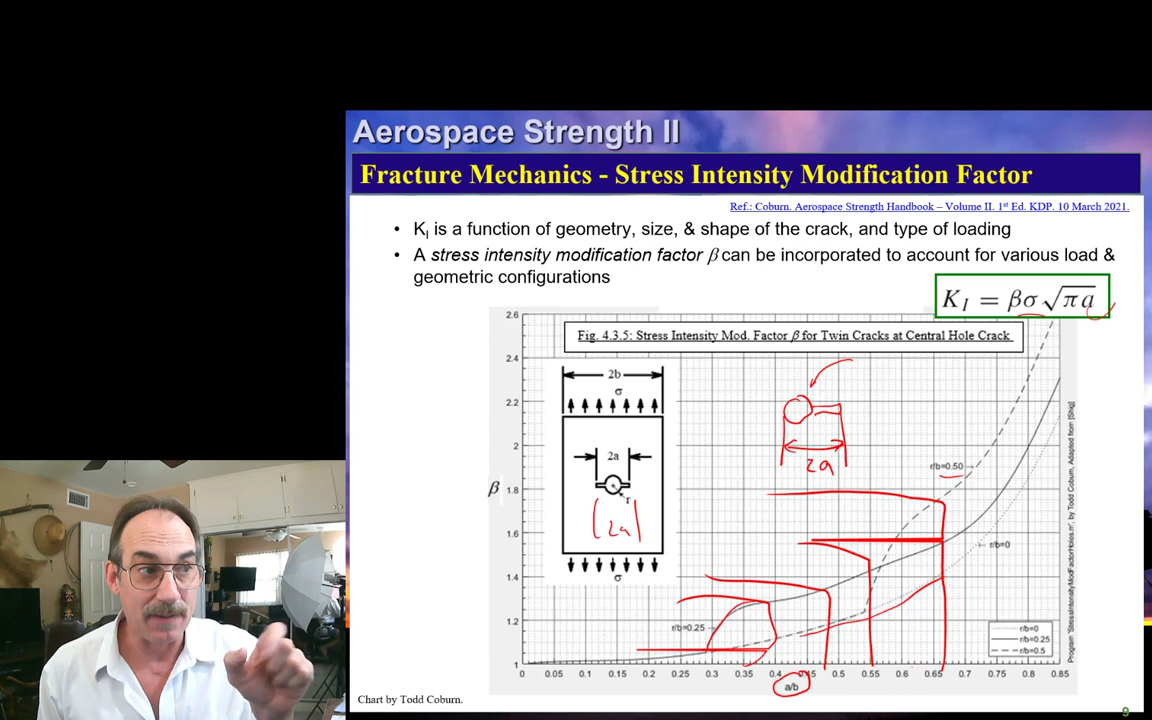 Aerospace Strength II
Fracture Mechanics - Stress Intensity Modification Factor
Ref.: Coburn. Aerospace Strength Handbook – Volume II. 1st Ed. KDP. 10 March 2021.
• K_I is a function of geometry, size, & shape of the crack, and type of loading
• A stress intensity modification factor β can be incorporated to account for various load &
geometric configurations
K_I = βσ√πa
Fig. 4.3.5: Stress Intensity Mod. Factor β for Twin Cracks at Central Hole Crack
2.6
2.4
2.2
2
1.8
1.6
1.4
1.2
1
β
2b
σ
2a
r
2a
σ
2a
r/b=0.50
r/b=0
r/b=0.25
r/b=0
r/b=0.25
r/b=0.5
0 0.05 0.1 0.15 0.2 0.25 0.3 0.35 0.4 0.45 0.5 0.55 0.6 0.65 0.7 0.75 0.8 0.85
a/b
Program 'StressIntensityModFactorHoles.m', by Todd Coburn, Adapted from [Shig]
Chart by Todd Coburn.
9